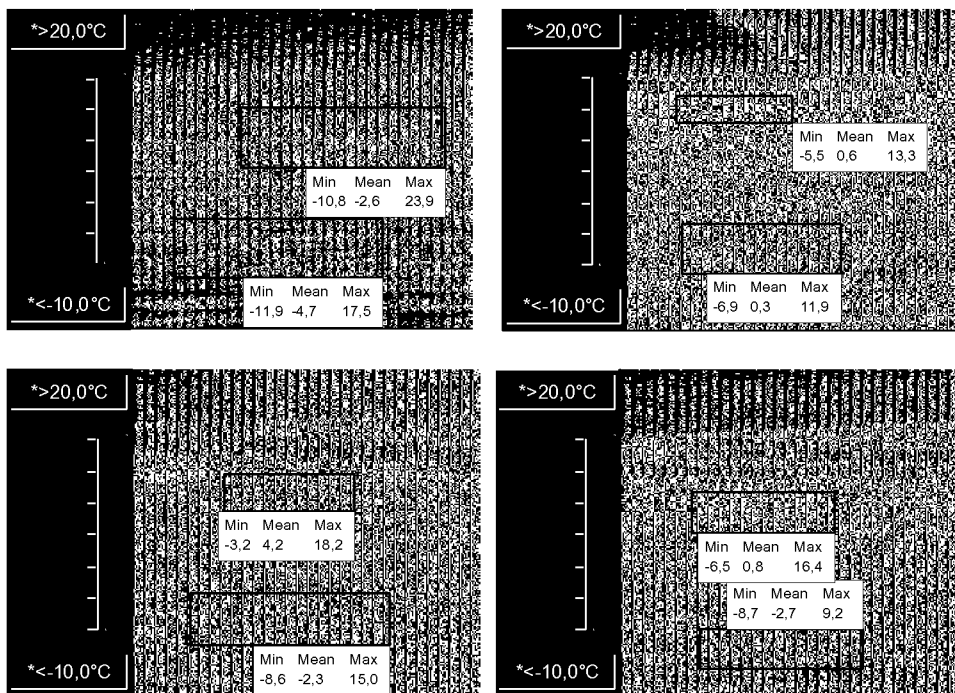 *>20,0°C
Min Mean Max
-10,8 -2,6 23,9
Min Mean Max
-11,9 -4,7 17,5
*<-10,0°C
*>20,0°C
Min Mean Max
-5,5 0,6 13,3
Min Mean Max
-6,9 0,3 11,9
*<-10,0°C
*>20,0°C
Min Mean Max
-3,2 4,2 18,2
Min Mean Max
-8,6 -2,3 15,0
*<-10,0°C
*>20,0°C
Min Mean Max
-6,5 0,8 16,4
Min Mean Max
-8,7 -2,7 9,2
*<-10,0°C